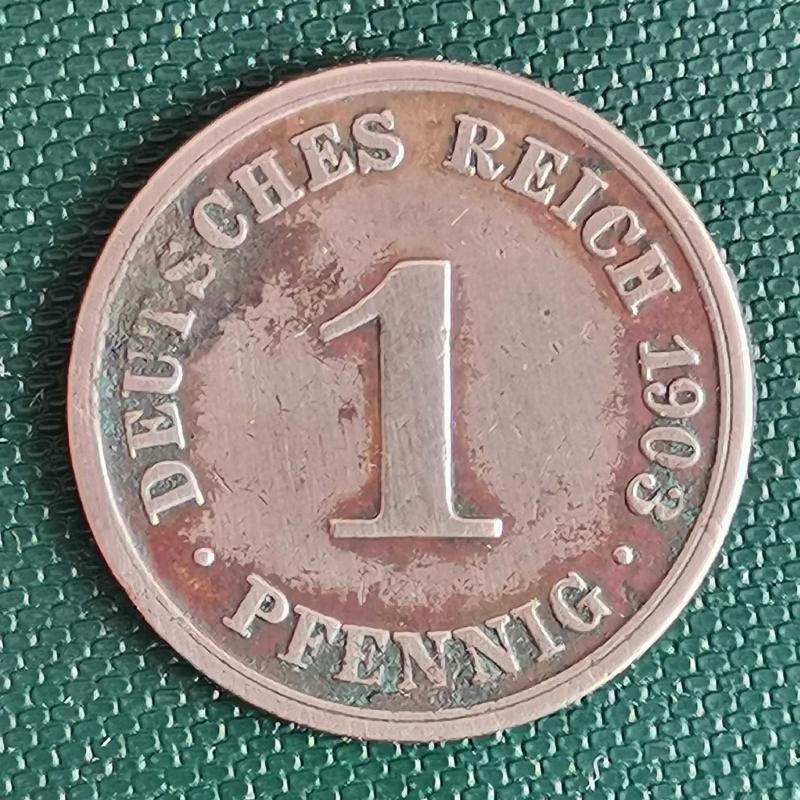 DEUTSCHES REICH 1903
1
· PFENNIG ·